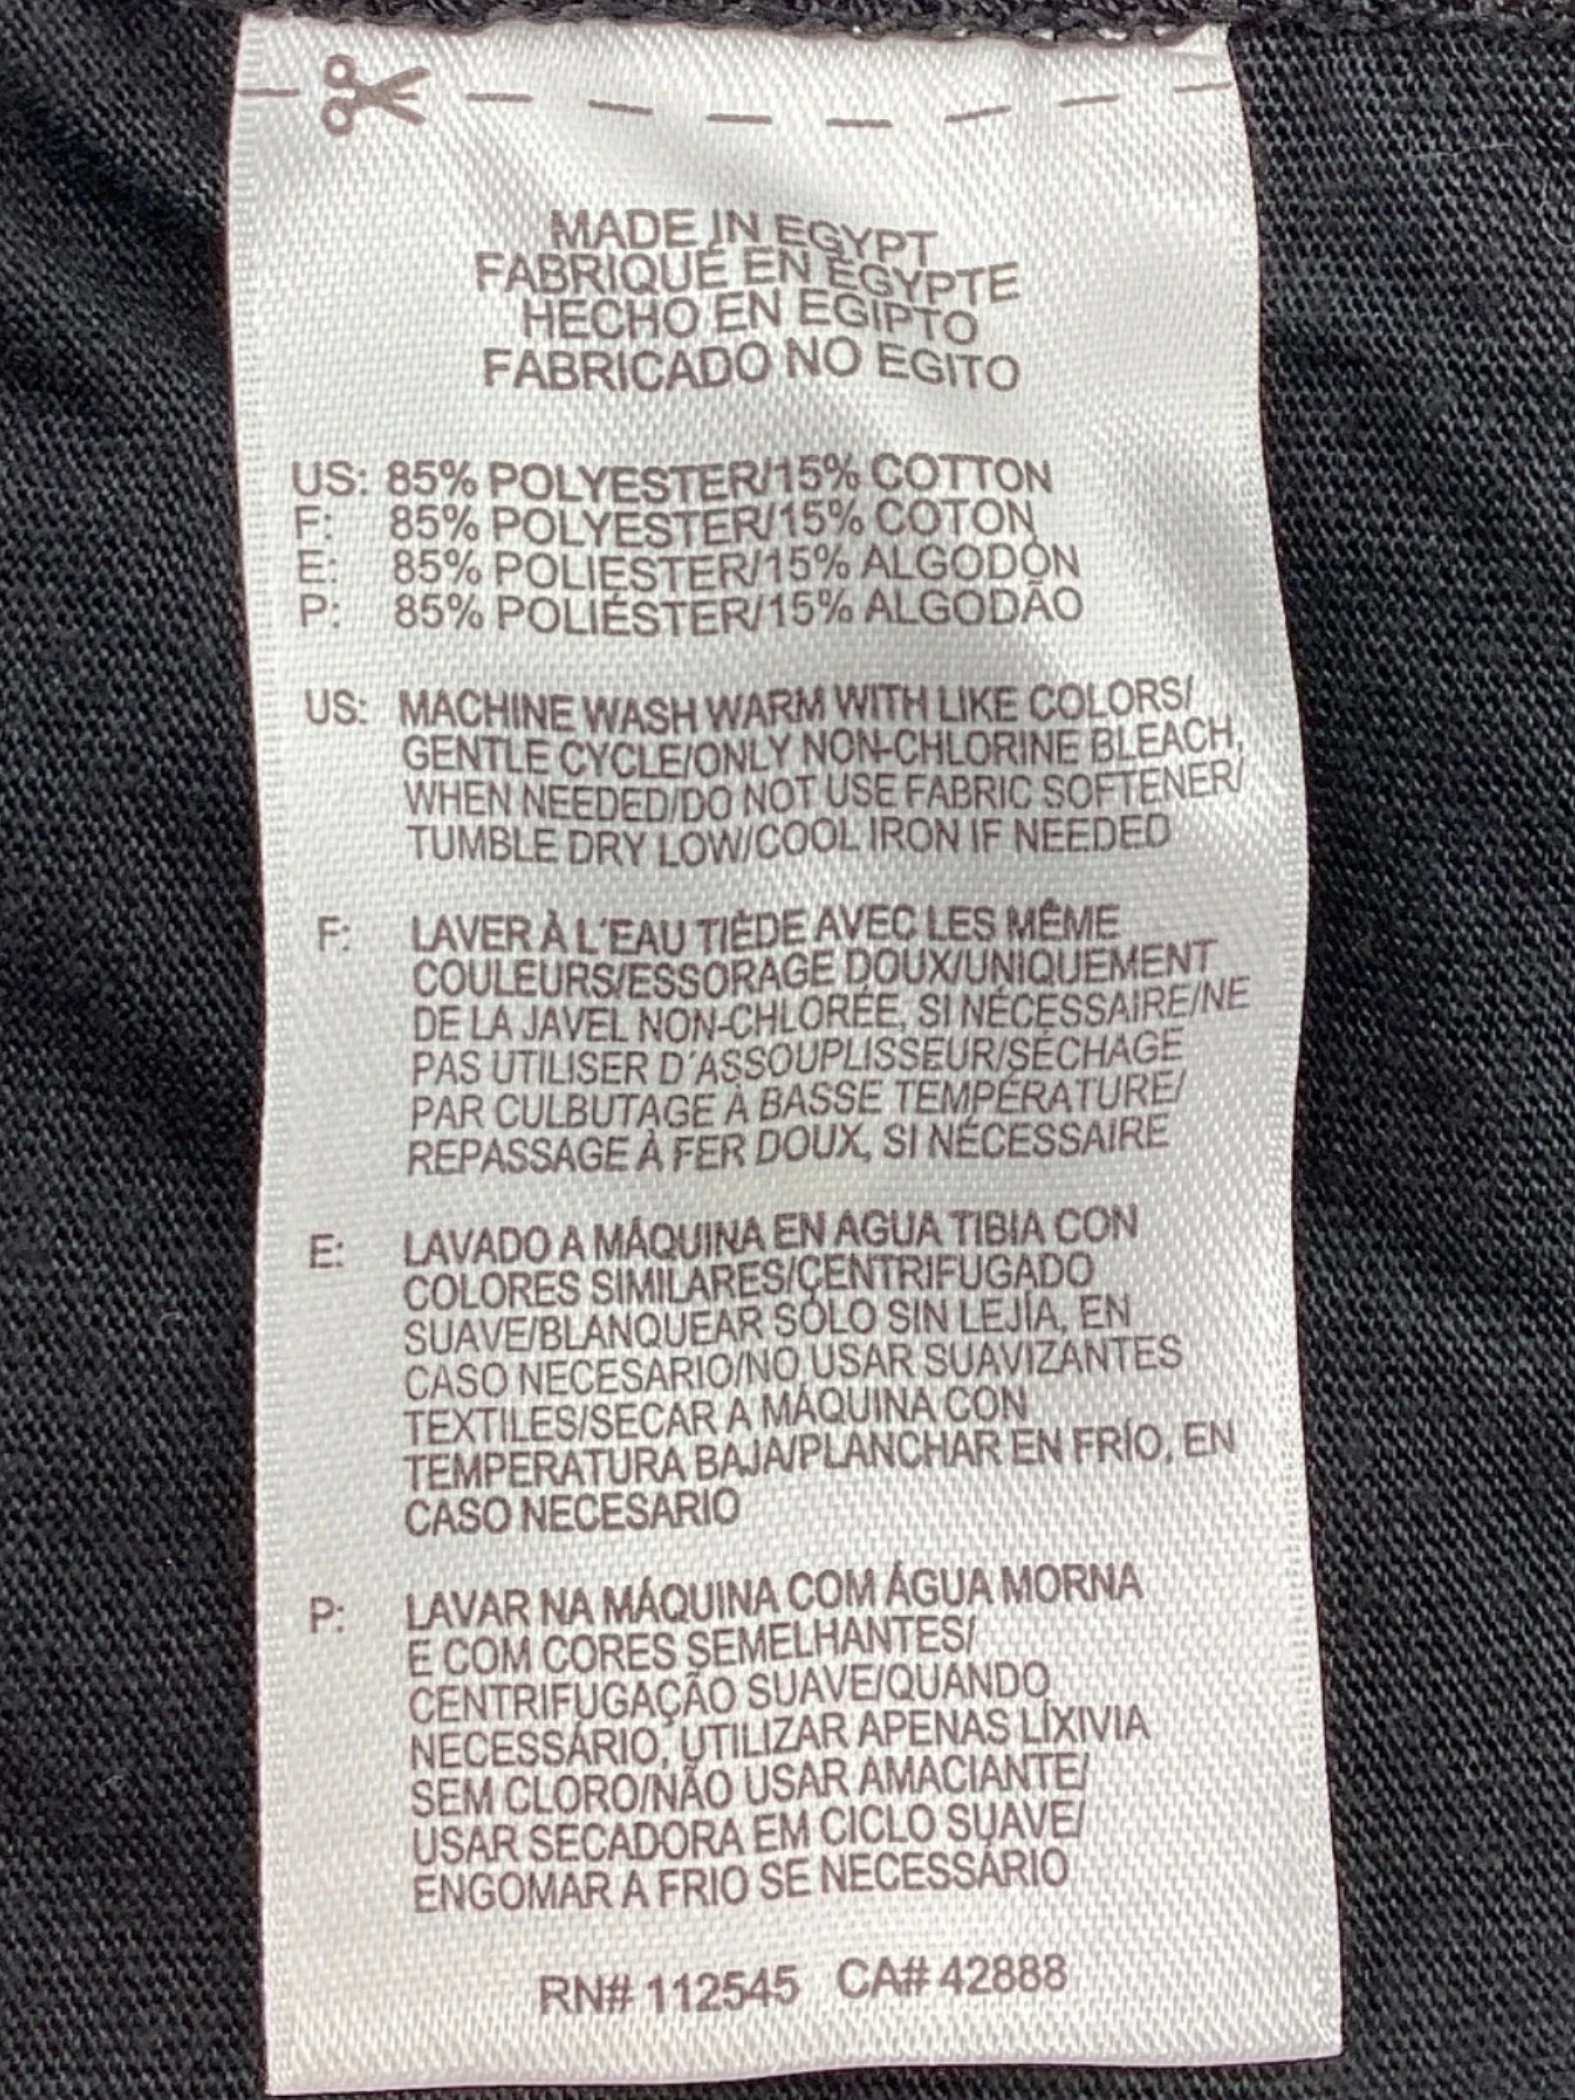 MADE IN EGYPT
FABRIQUÉ EN ÉGYPTE
HECHO EN EGIPTO
FABRICADO NO EGITO
US: 85% POLYESTER/15% COTTON
F: 85% POLYESTER/15% COTON
E: 85% POLIESTER/15% ALGODÓN
P: 85% POLIÉSTER/15% ALGODÃO
US: MACHINE WASH WARM WITH LIKE COLORS/
GENTLE CYCLE/ONLY NON-CHLORINE BLEACH,
WHEN NEEDED/DO NOT USE FABRIC SOFTENER/
TUMBLE DRY LOW/COOL IRON IF NEEDED
F: LAVER À L'EAU TIÈDE AVEC LES MÊME
COULEURS/ESSORAGE DOUX/UNIQUEMENT
DE LA JAVEL NON-CHLORÉE, SI NÉCESSAIRE/NE
PAS UTILISER D'ASSOUPLISSEUR/SÉCHAGE
PAR CULBUTAGE À BASSE TEMPÉRATURE/
REPASSAGE À FER DOUX, SI NÉCESSAIRE
E: LAVADO A MÁQUINA EN AGUA TIBIA CON
COLORES SIMILARES/CENTRIFUGADO
SUAVE/BLANQUEAR SÓLO SIN LEJÍA, EN
CASO NECESARIO/NO USAR SUAVIZANTES
TEXTILES/SECAR A MÁQUINA CON
TEMPERATURA BAJA/PLANCHAR EN FRÍO, EN
CASO NECESARIO
P: LAVAR NA MÁQUINA COM ÁGUA MORNA
E COM CORES SEMELHANTES/
CENTRIFUGAÇÃO SUAVE/QUANDO
NECESSÁRIO, UTILIZAR APENAS LIXIVIA
SEM CLORO/NÃO USAR AMACIANTE/
USAR SECADORA EM CICLO SUAVE/
ENGOMAR A FRIO SE NECESSÁRIO
RN# 112545 CA# 42888